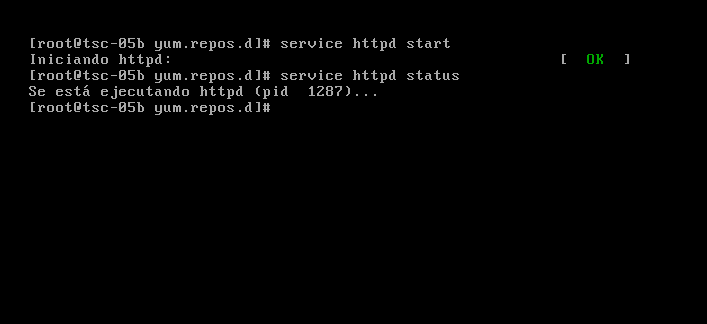 [root@tsc-05b yum.repos.d]# service httpd start
Iniciando httpd:                                           [  OK  ]
[root@tsc-05b yum.repos.d]# service httpd status
Se está ejecutando httpd (pid  1287)...
[root@tsc-05b yum.repos.d]#